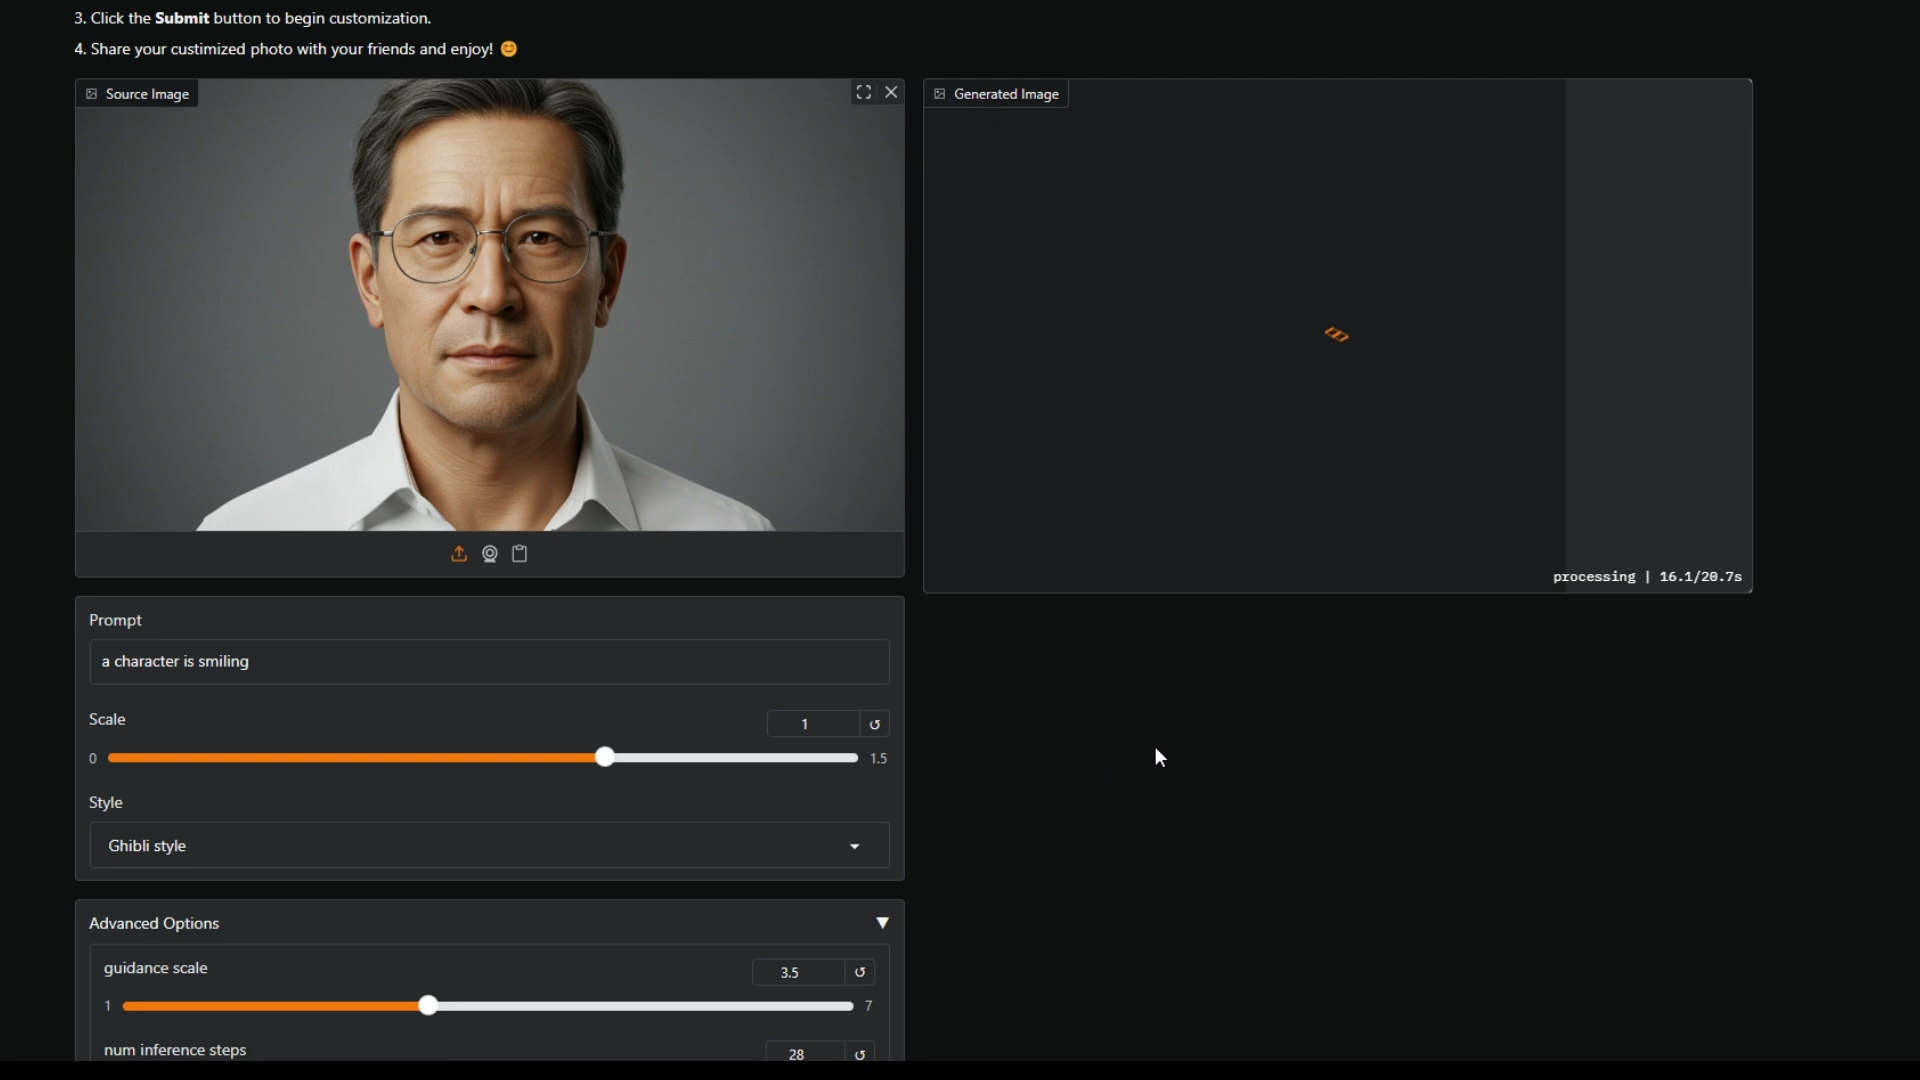 3. Click the Submit button to begin customization.
4. Share your custimized photo with your friends and enjoy! 😊
Source Image
Generated Image
processing | 16.1/20.7s
Prompt
a character is smiling
Scale
1
0
1.5
Style
Ghibli style
Advanced Options
guidance scale
3.5
1
7
num inference steps
28